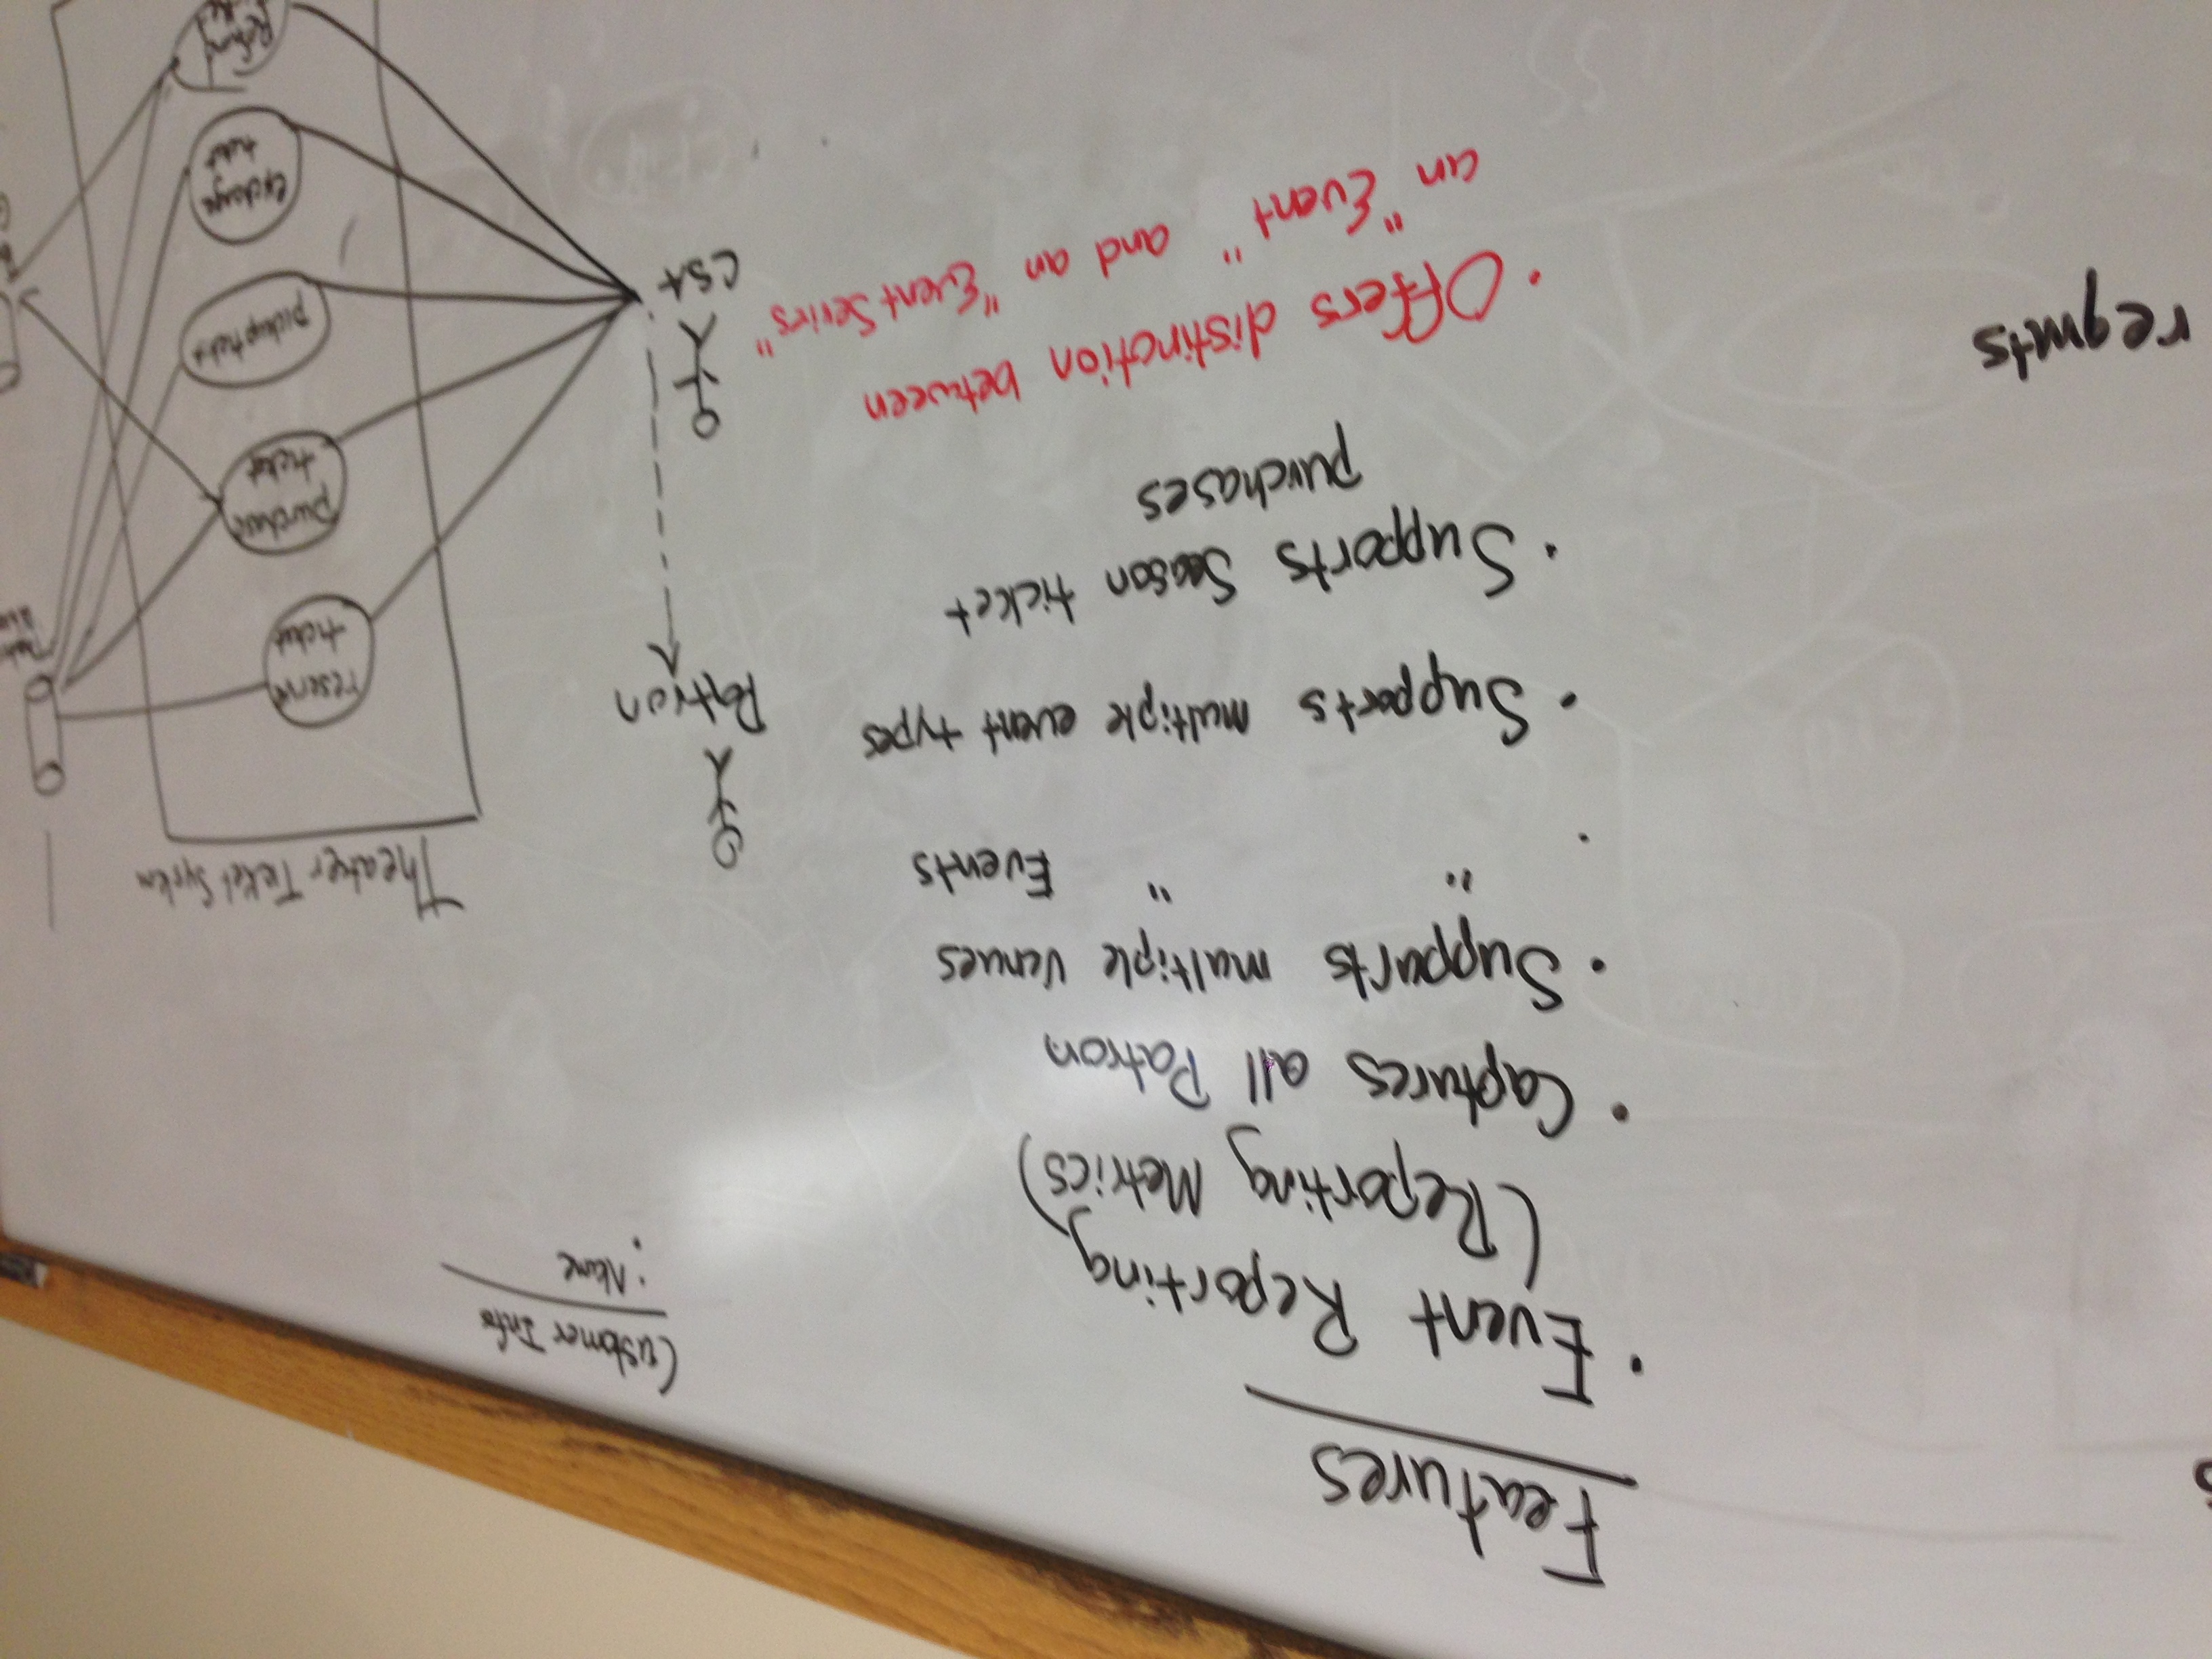 Features
• Event Reporting
(Reporting Metrics)
• Captures all Patron
• Supports multiple venues
• " " Events
• Supports multiple event types
• Supports Season ticket
purchases
• Offers distinction between
an "Event" and an "Event Series"
reqmts
Customer Info
• Name
•
Patron
CSA
Theater Ticket System
reserve
ticket
purchase
ticket
pickup ticket
exchange
ticket
Refund